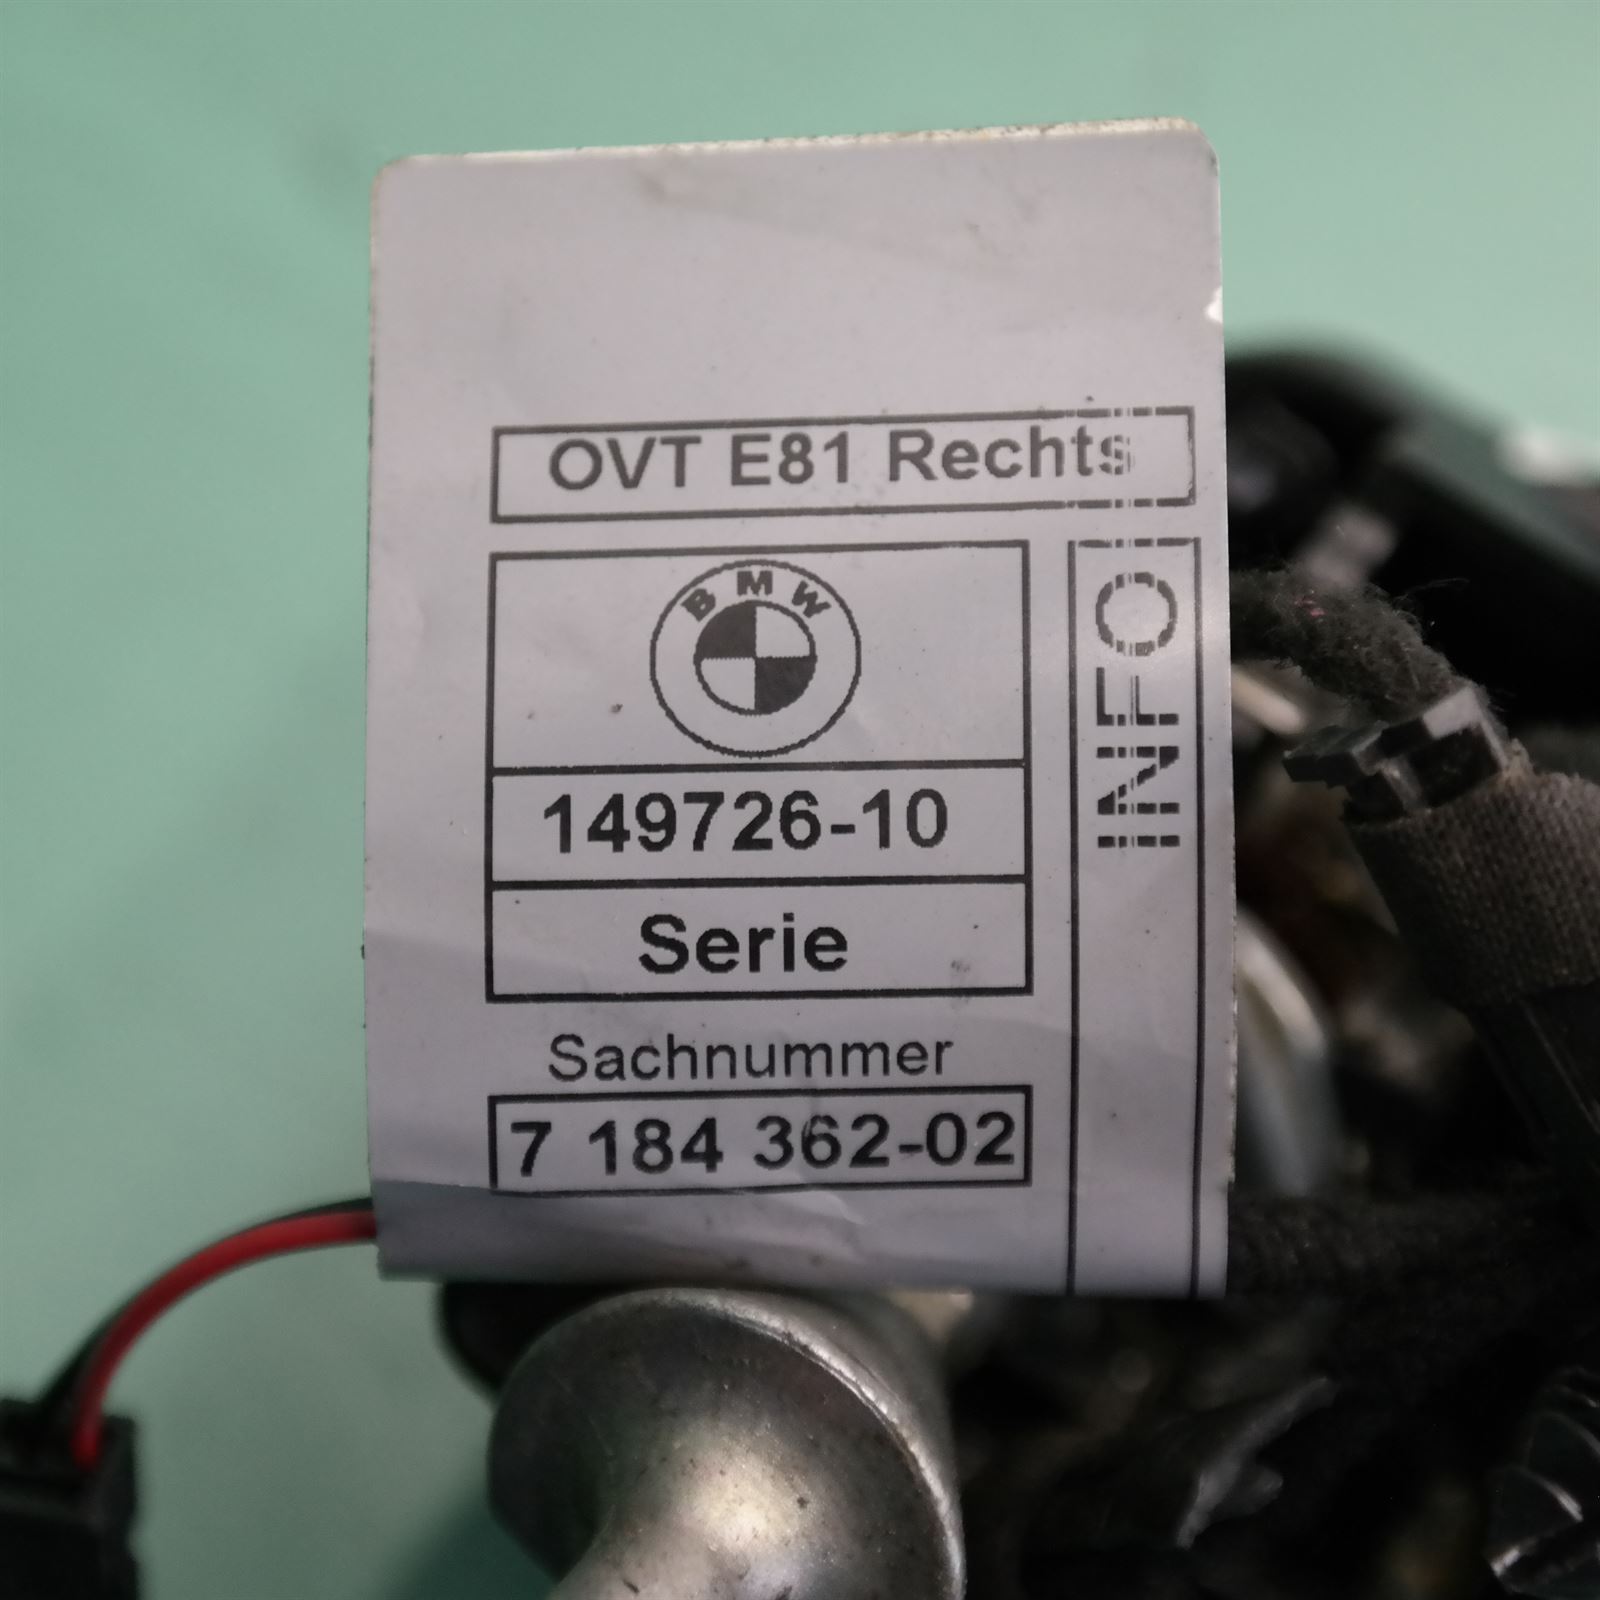 OVT E81 Rechts
BMW
149726-10
Serie
Sachnummer
7 184 362-02
INFO